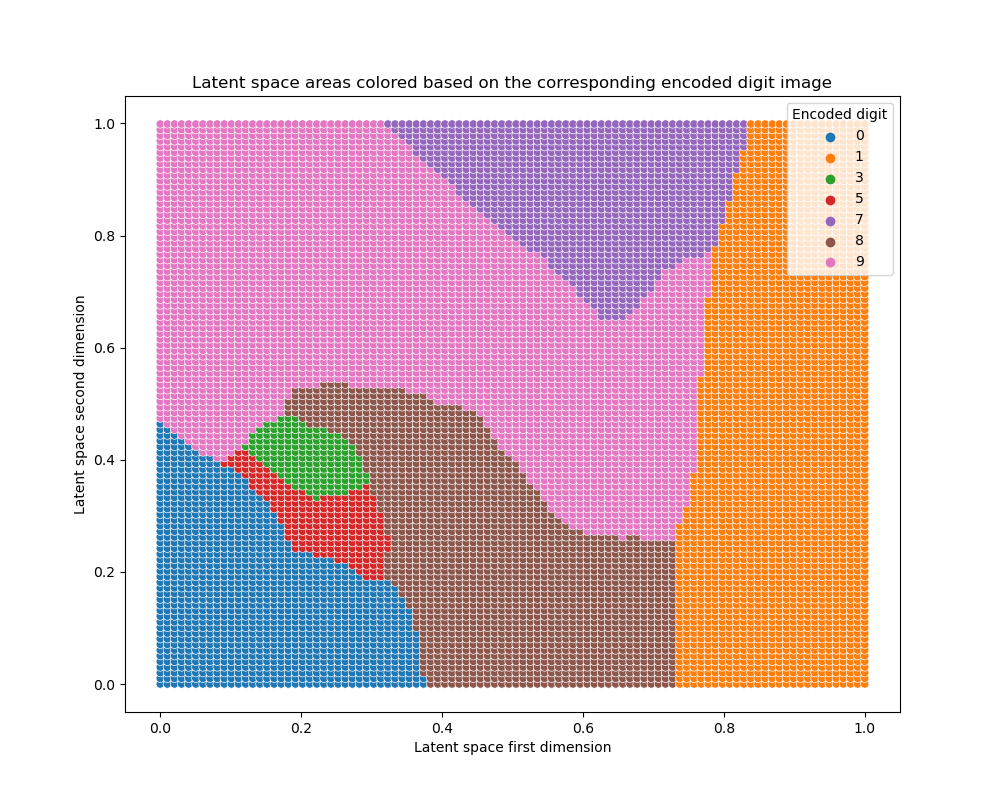 Latent space areas colored based on the corresponding encoded digit image
Encoded digit
0
1
3
5
7
8
9
1.0
0.8
0.6
0.4
0.2
0.0
Latent space second dimension
0.0 0.2 0.4 0.6 0.8 1.0
Latent space first dimension